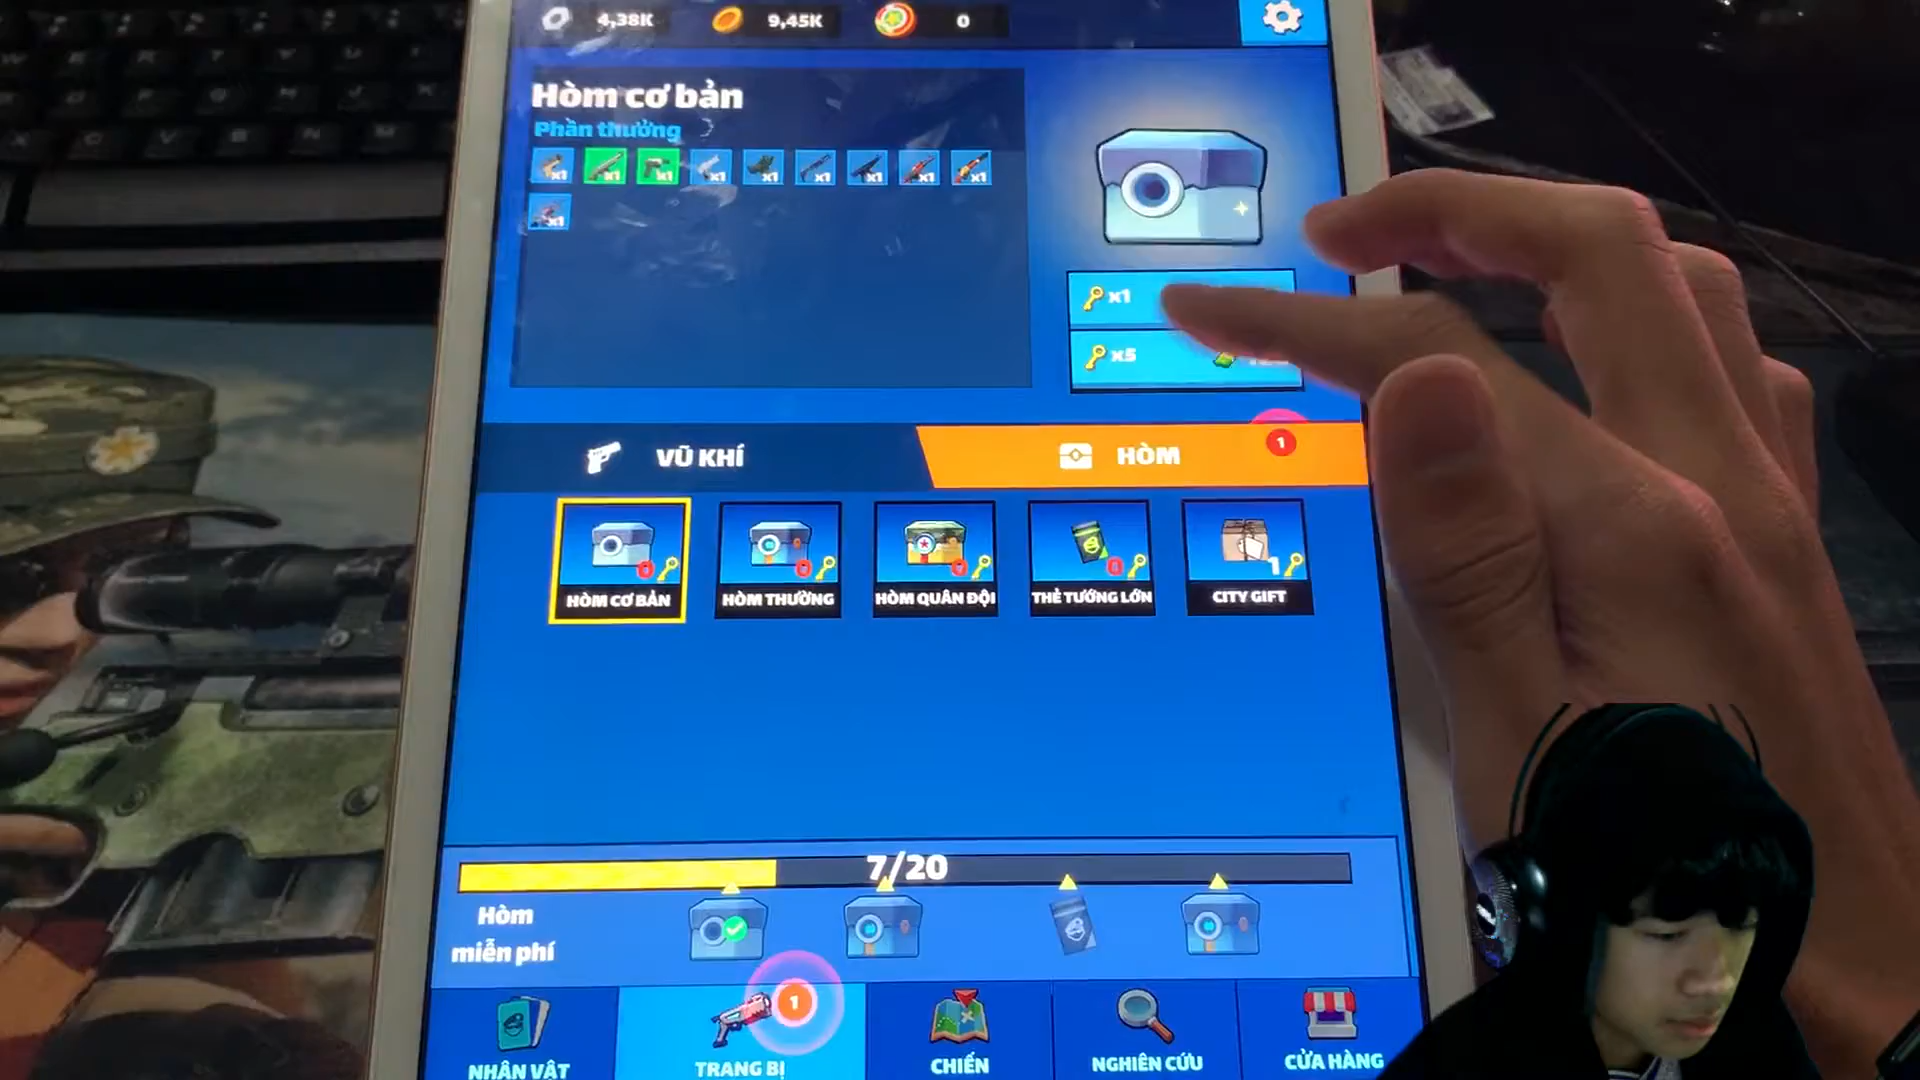 4,38K 9,45K 0
Hòm cơ bản
Phần thưởng
x1 x1 x1 x1 x1 x1 x1 x1 x1
x1
x1
x5
VŨ KHÍ
HÒM 1
0 0 0 0 1
HÒM CƠ BẢN HÒM THƯỜNG HÒM QUÂN ĐỘI THẺ TƯỚNG LỚN CITY GIFT
7/20
Hòm
miễn phí
1
NHÂN VẬT TRANG BỊ CHIẾN NGHIÊN CỨU CỬA HÀNG